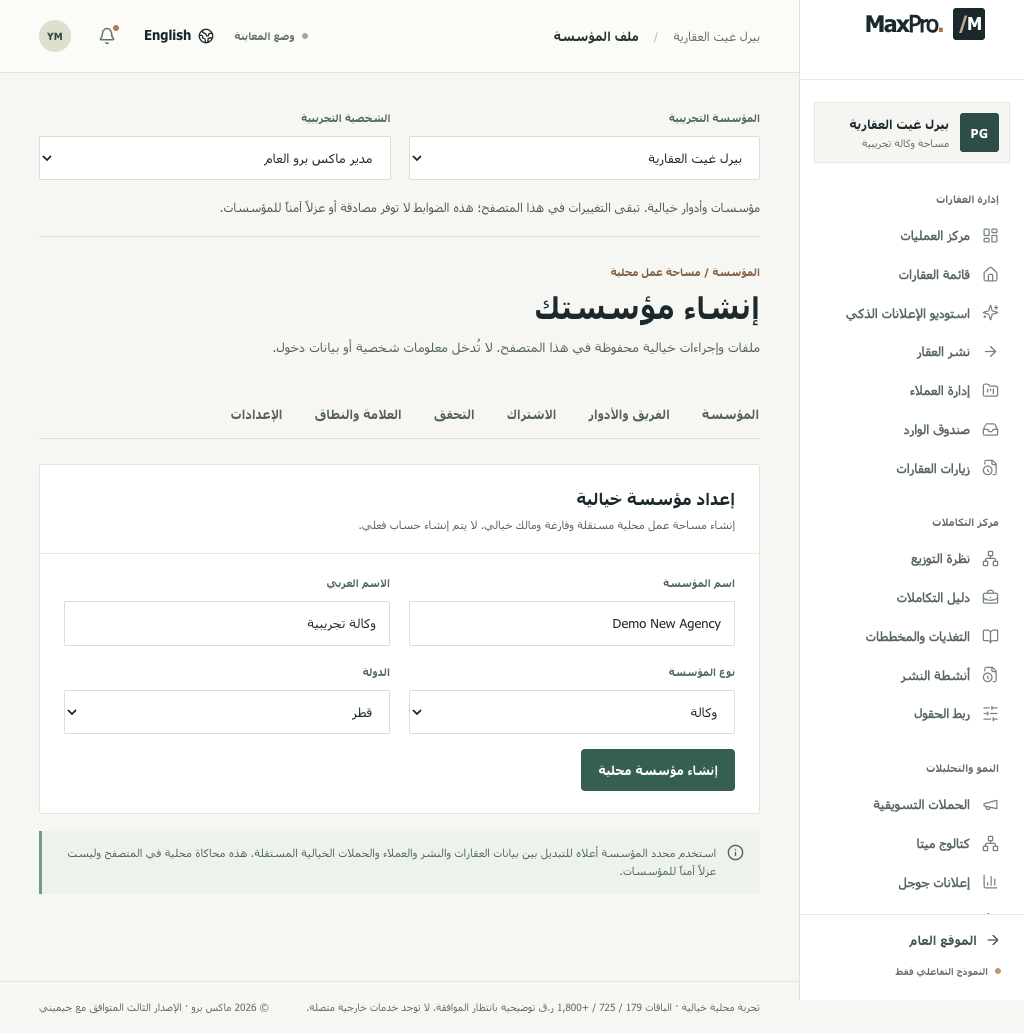 MaxPro.
/M
بيرل غيت العقارية / ملف المؤسسة
وضع المعاينة
English
YM
PG
بيرل غيت العقارية
مساحة وكالة تجريبية
إدارة العقارات
مركز العمليات
قائمة العقارات
استوديو الإعلانات الذكي
نشر العقار
إدارة العملاء
صندوق الوارد
زيارات العقارات
مركز التكاملات
نظرة التوزيع
دليل التكاملات
التغذيات والمخططات
أنشطة النشر
ربط الحقول
النمو والتحليلات
الحملات التسويقية
كتالوج ميتا
إعلانات جوجل
الموقع العام
النموذج التفاعلي فقط
المؤسسة التجريبية
الشخصية التجريبية
بيرل غيت العقارية
مدير ماكس برو العام
مؤسسات وأدوار خيالية. تبقى التغييرات في هذا المتصفح؛ هذه الضوابط لا توفر مصادقة أو عزلاً آمناً للمؤسسات.
المؤسسة / مساحة عمل محلية
إنشاء مؤسستك
ملفات وإجراءات خيالية محفوظة في هذا المتصفح. لا تُدخل معلومات شخصية أو بيانات دخول.
المؤسسة
الفريق والأدوار
الاشتراك
التحقق
العلامة والنطاق
الإعدادات
إعداد مؤسسة خيالية
إنشاء مساحة عمل محلية مستقلة وفارغة ومالك خيالي. لا يتم إنشاء حساب فعلي.
اسم المؤسسة
الاسم العربي
Demo New Agency
وكالة تجريبية
نوع المؤسسة
الدولة
وكالة
قطر
إنشاء مؤسسة محلية
استخدم محدد المؤسسة أعلاه للتبديل بين بيانات العقارات والنشر والعملاء والحملات الخيالية المستقلة. هذه محاكاة محلية في المتصفح وليست
عزلاً آمناً للمؤسسات.
تجربة محلية خيالية · الباقات 179 / 725 / 1,800+ ر.ق توضيحية بانتظار الموافقة. لا توجد خدمات خارجية متصلة.
© 2026 ماكس برو · الإصدار الثالث المتوافق مع جيميني